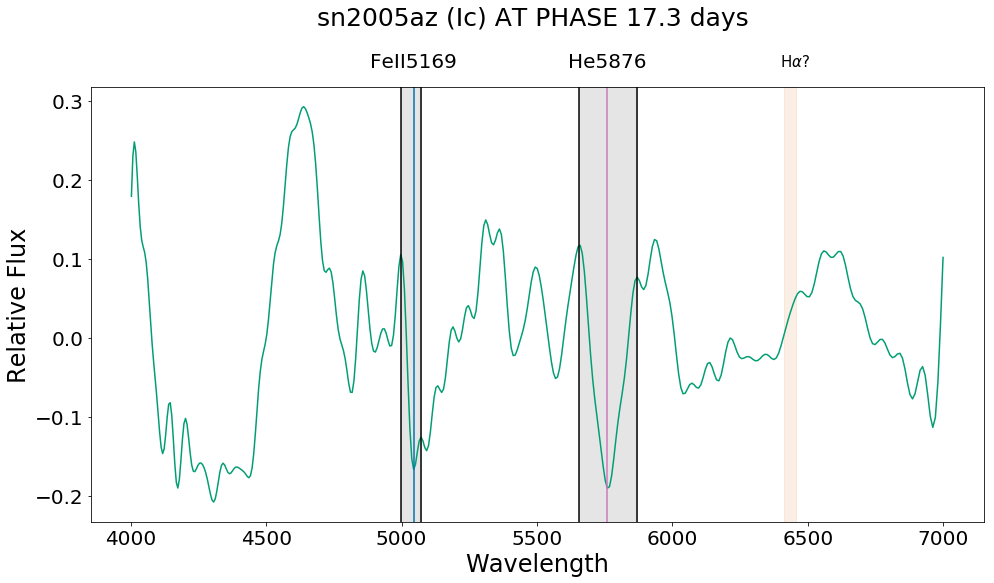 sn2005az (Ic) AT PHASE 17.3 days
FeII5169 He5876 Hα?
0.3
0.2
0.1
0.0
−0.1
−0.2
Relative Flux
4000 4500 5000 5500 6000 6500 7000
Wavelength